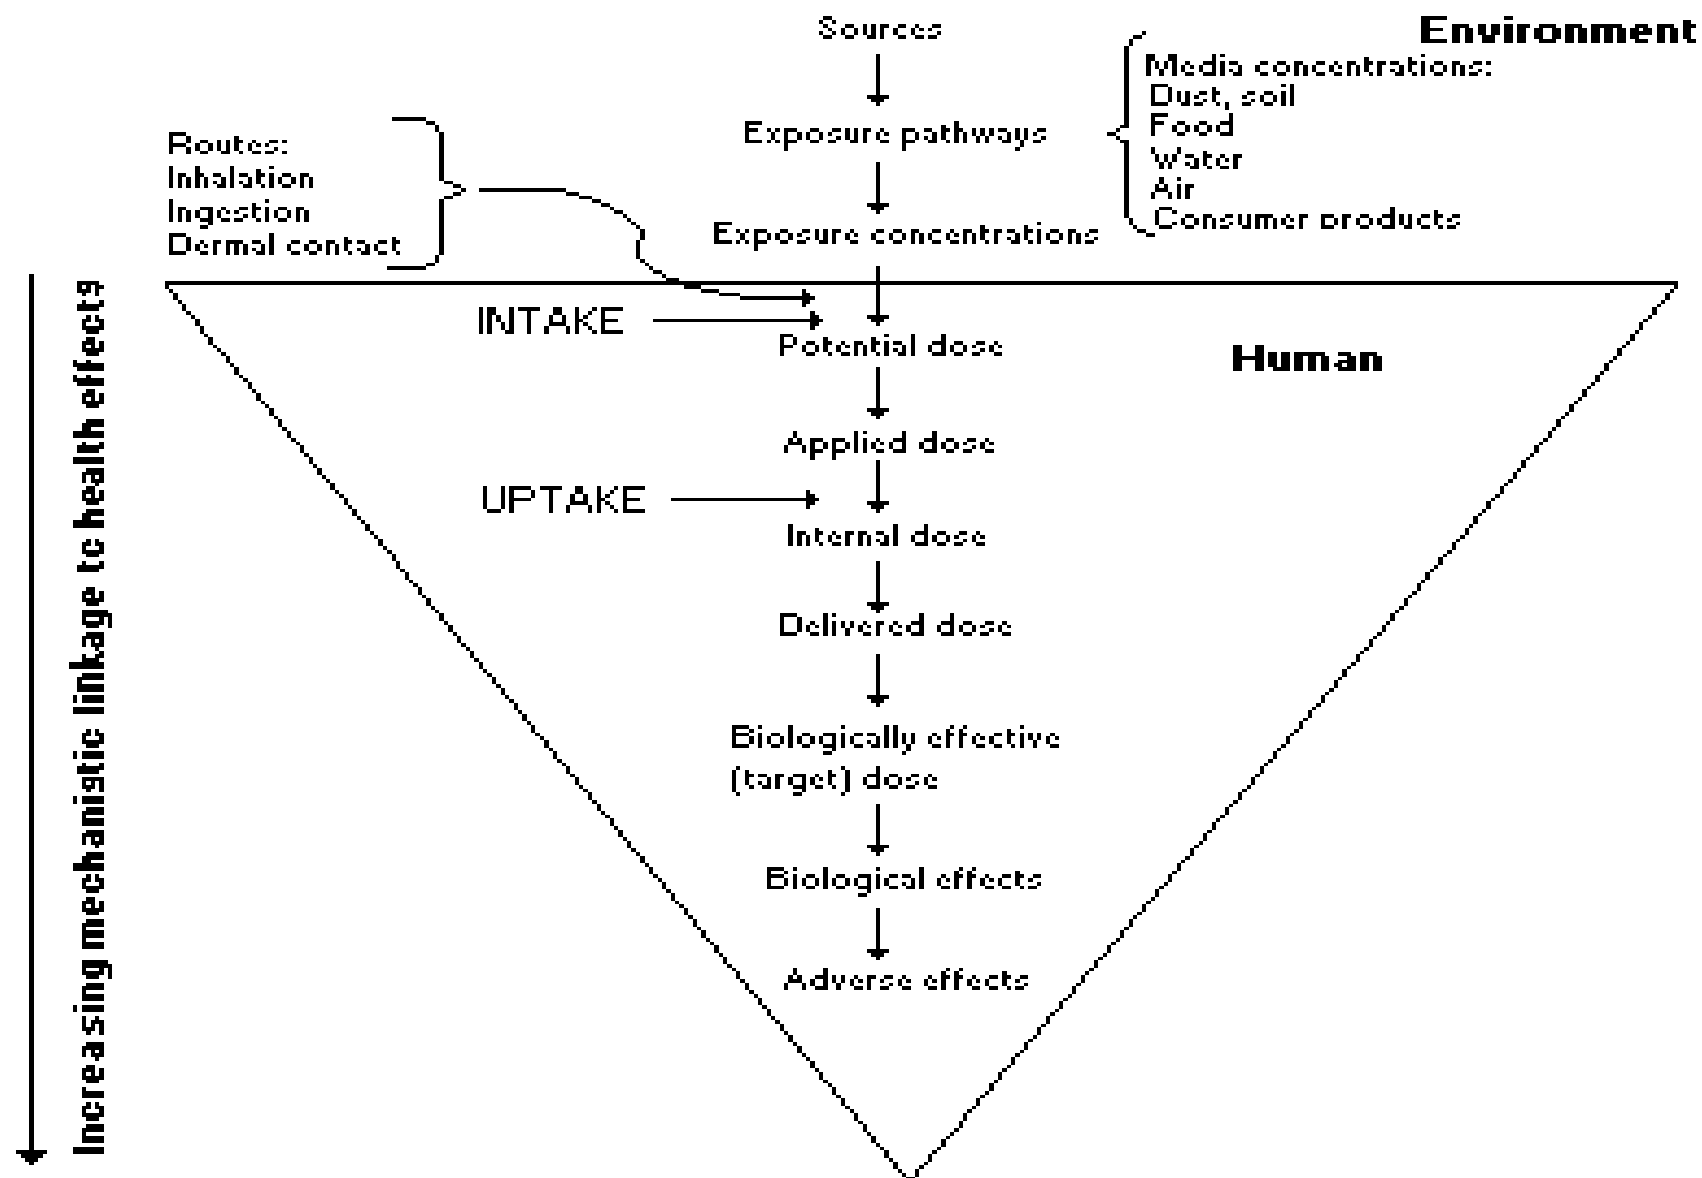 Sources
Environment
Media concentrations:
Dust, soil
Food
Water
Air
Consumer products
Exposure pathways
Routes:
Inhalation
Ingestion
Dermal contact
Exposure concentrations
INTAKE
Potential dose
Human
Applied dose
UPTAKE
Internal dose
Delivered dose
Biologically effective
(target) dose
Biological effects
Adverse effects
Increasing mechanistic linkage to health effects